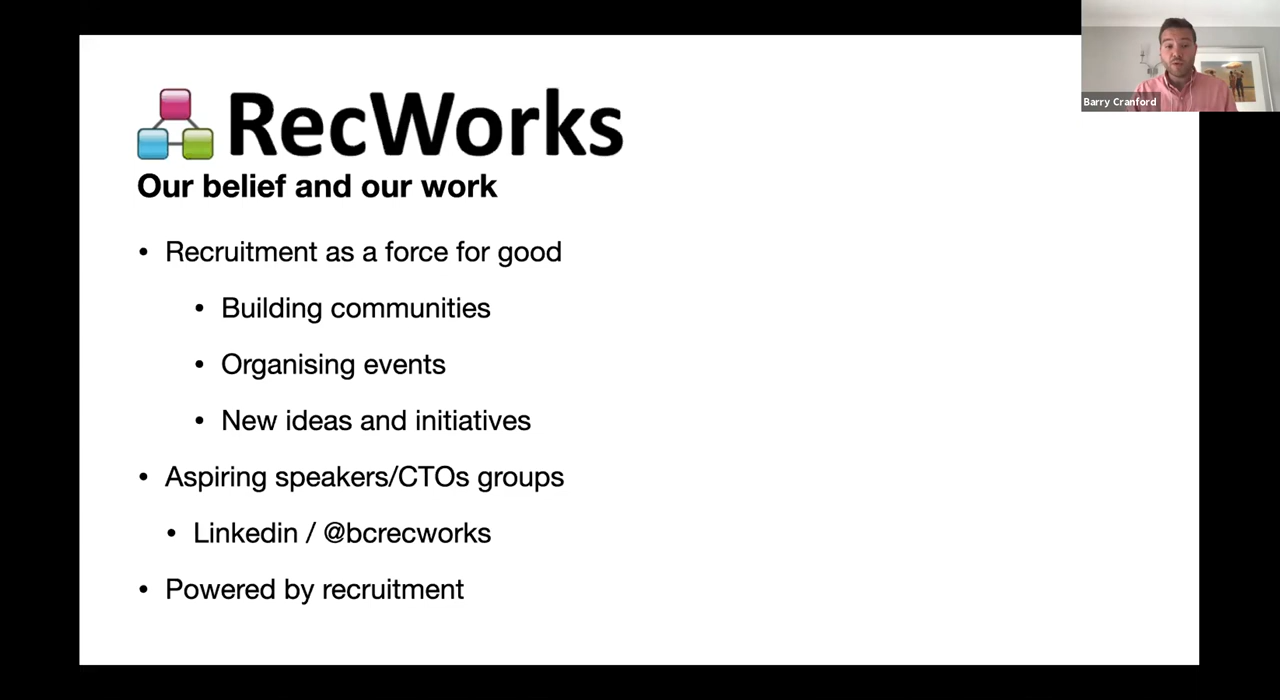 Barry Cranford
RecWorks
Our belief and our work
• Recruitment as a force for good
• Building communities
• Organising events
• New ideas and initiatives
• Aspiring speakers/CTOs groups
• Linkedin / @bcrecworks
• Powered by recruitment